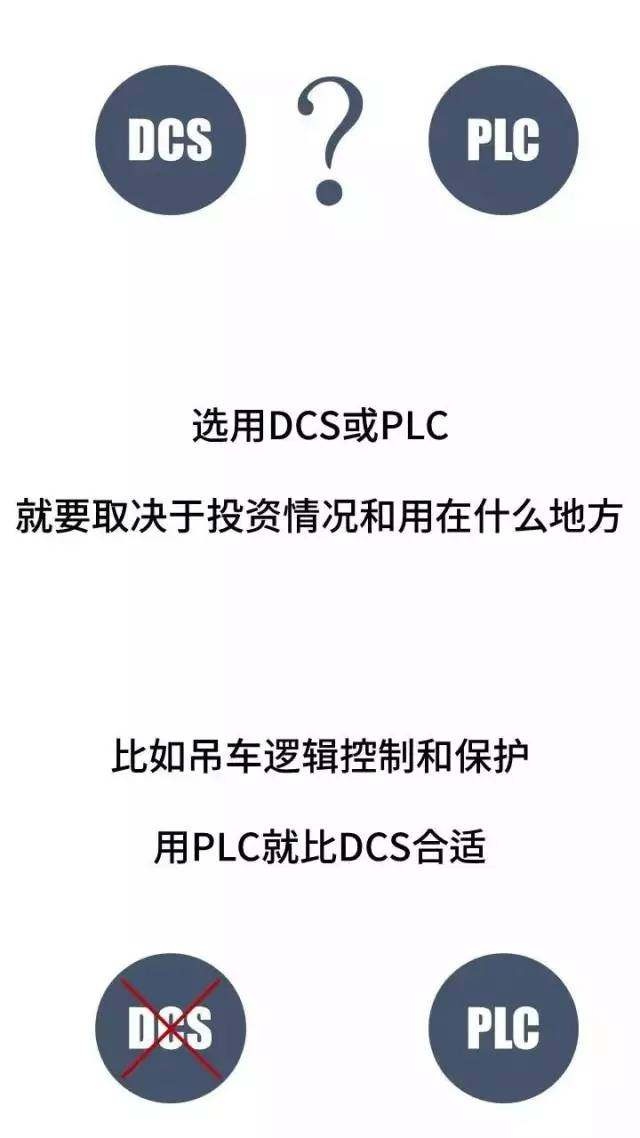 DCS ? PLC
选用DCS或PLC
就要取决于投资情况和用在什么地方
比如吊车逻辑控制和保护
用PLC就比DCS合适
DCS PLC